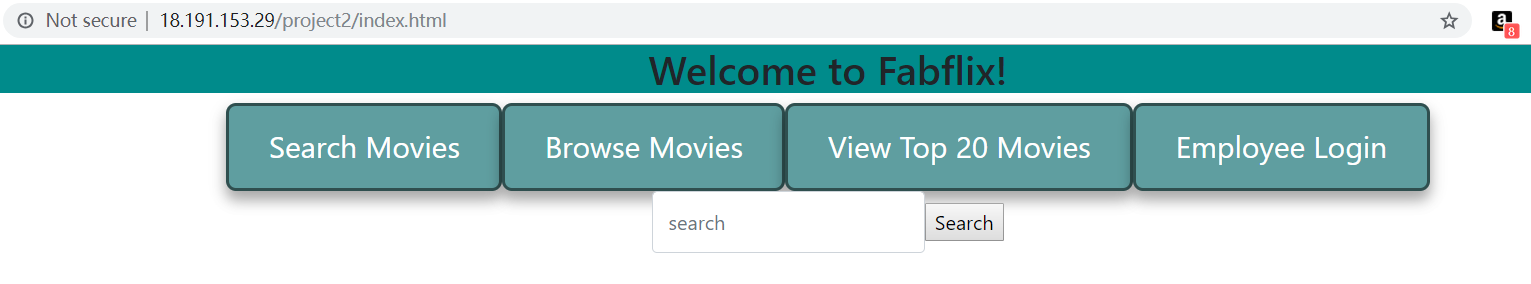 Not secure | 18.191.153.29/project2/index.html
8
Welcome to Fabflix!
Search Movies Browse Movies View Top 20 Movies Employee Login
search Search